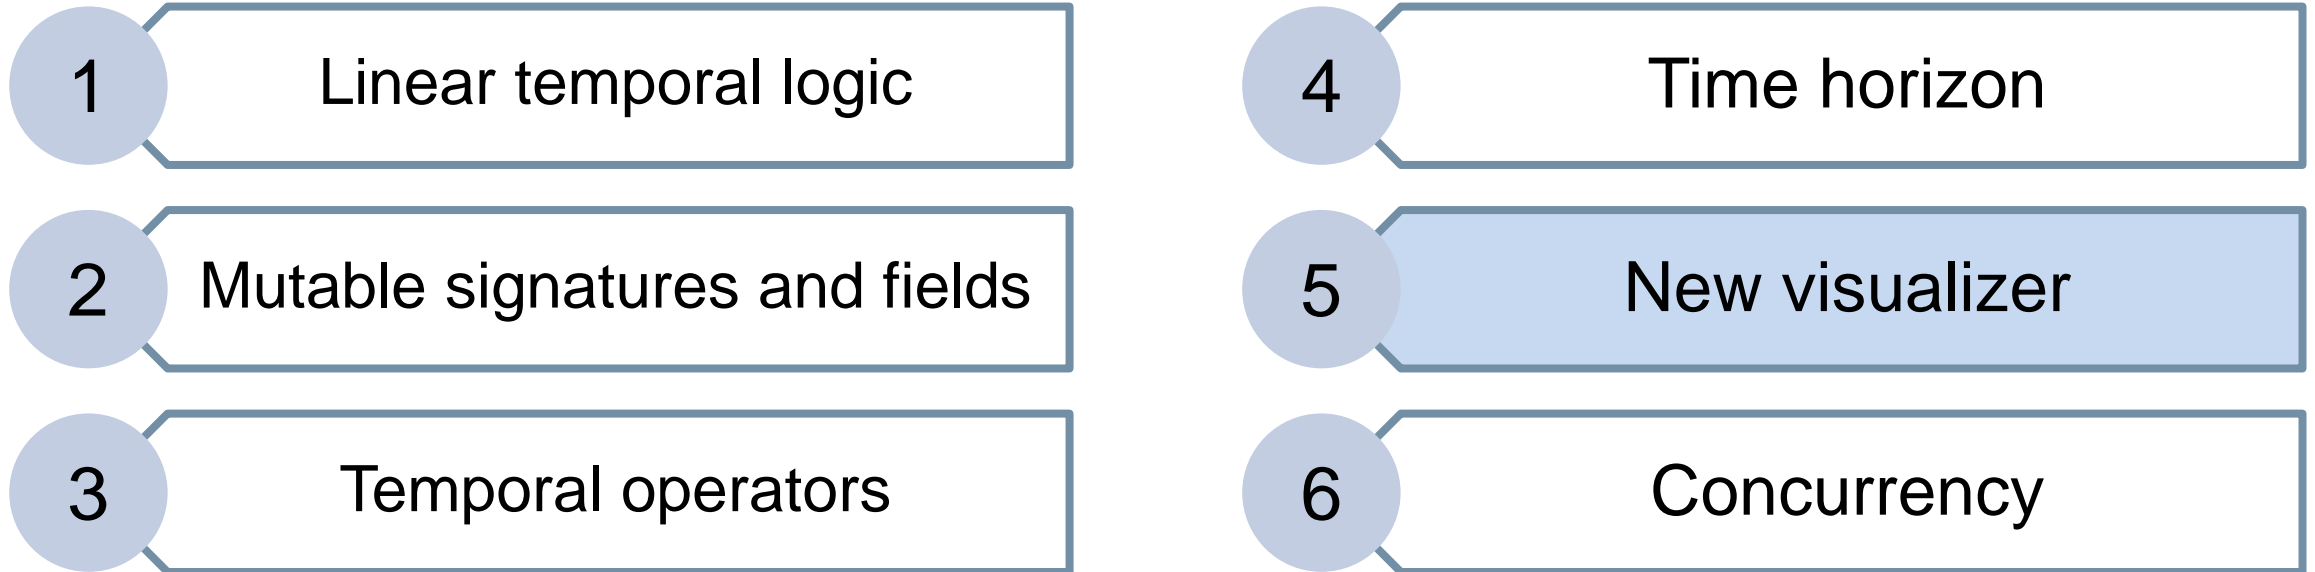 1
Linear temporal logic
2
Mutable signatures and fields
3
Temporal operators
4
Time horizon
5
New visualizer
6
Concurrency